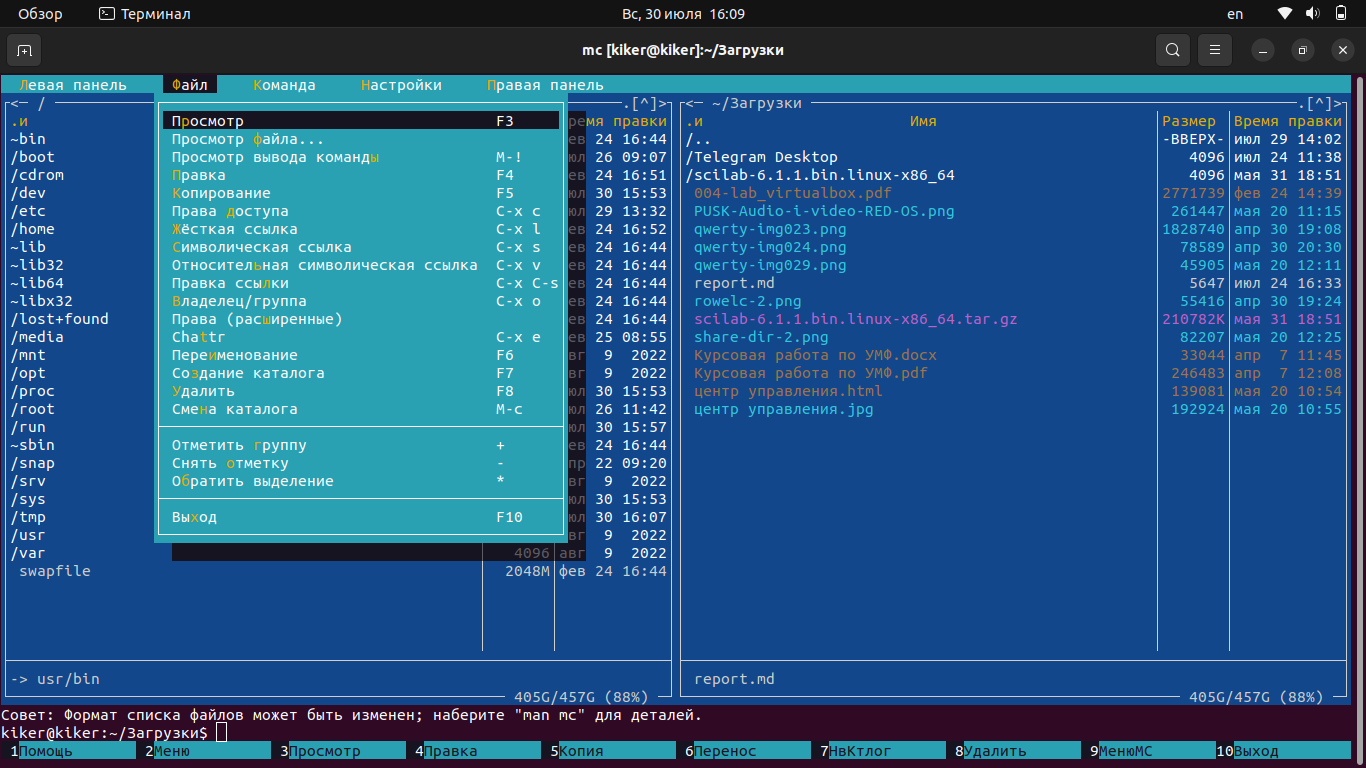 Обзор Терминал Вс, 30 июля 16:09 en
mc [kiker@kiker]:~/Загрузки
Левая панель Файл Команда Настройки Правая панель
<─ / .[^]>
.и ремя правки
~bin ев 24 16:44
/boot юл 26 09:07
/cdrom ев 24 16:51
/dev юл 30 15:53
/etc юл 29 13:32
/home ев 24 16:52
~lib ев 24 16:44
~lib32 ев 24 16:44
~lib64 ев 24 16:44
~libx32 ев 24 16:44
/lost+found ев 24 16:44
/media ев 25 08:55
/mnt вг 9 2022
/opt вг 9 2022
/proc юл 30 15:53
/root юл 26 11:42
/run юл 30 15:57
~sbin ев 24 16:44
/snap пр 22 09:20
/srv вг 9 2022
/sys юл 30 15:53
/tmp юл 30 16:07
/usr вг 9 2022
/var 4096 авг 9 2022
swapfile 2048M фев 24 16:44
-> usr/bin
405G/457G (88%)
Просмотр F3
Просмотр файла...
Просмотр вывода команды M-!
Правка F4
Копирование F5
Права доступа C-x c
Жёсткая ссылка C-x l
Символическая ссылка C-x s
Относительная символическая ссылка C-x v
Правка ссылки C-x C-s
Владелец/группа C-x o
Права (расширенные)
Chattr C-x e
Переименование F6
Создание каталога F7
Удалить F8
Смена каталога M-c
Отметить группу +
Снять отметку -
Обратить выделение *
Выход F10
<─ ~/Загрузки .[^]>
.и Имя Размер Время правки
/.. -ВВЕРХ- июл 29 14:02
/Telegram Desktop 4096 июл 24 11:38
/scilab-6.1.1.bin.linux-x86_64 4096 мая 31 18:51
004-lab_virtualbox.pdf 2771739 фев 24 14:39
PUSK-Audio-i-video-RED-OS.png 261447 мая 20 11:15
qwerty-img023.png 1828740 апр 30 19:08
qwerty-img024.png 78589 апр 30 20:30
qwerty-img029.png 45905 мая 20 12:11
report.md 5647 июл 24 16:33
rowelc-2.png 55416 апр 30 19:24
scilab-6.1.1.bin.linux-x86_64.tar.gz 210782K мая 31 18:51
share-dir-2.png 82207 мая 20 12:25
Курсовая работа по УМФ.docx 33044 апр 7 11:45
Курсовая работа по УМФ.pdf 246483 апр 7 12:08
центр управления.html 139081 мая 20 10:54
центр управления.jpg 192924 мая 20 10:55
report.md
405G/457G (88%)
Совет: Формат списка файлов может быть изменен; наберите "man mc" для деталей.
kiker@kiker:~/Загрузки$
1Помощь 2Меню 3Просмотр 4Правка 5Копия 6Перенос 7НвКтлог 8Удалить 9МенюMC 10Выход